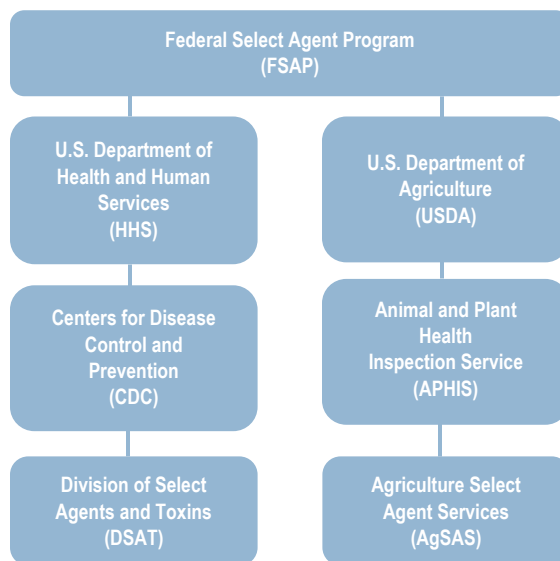 Federal Select Agent Program
(FSAP)
U.S. Department of
Health and Human
Services
(HHS)
U.S. Department of
Agriculture
(USDA)
Centers for Disease
Control and
Prevention
(CDC)
Animal and Plant
Health
Inspection Service
(APHIS)
Division of Select
Agents and Toxins
(DSAT)
Agriculture Select
Agent Services
(AgSAS)